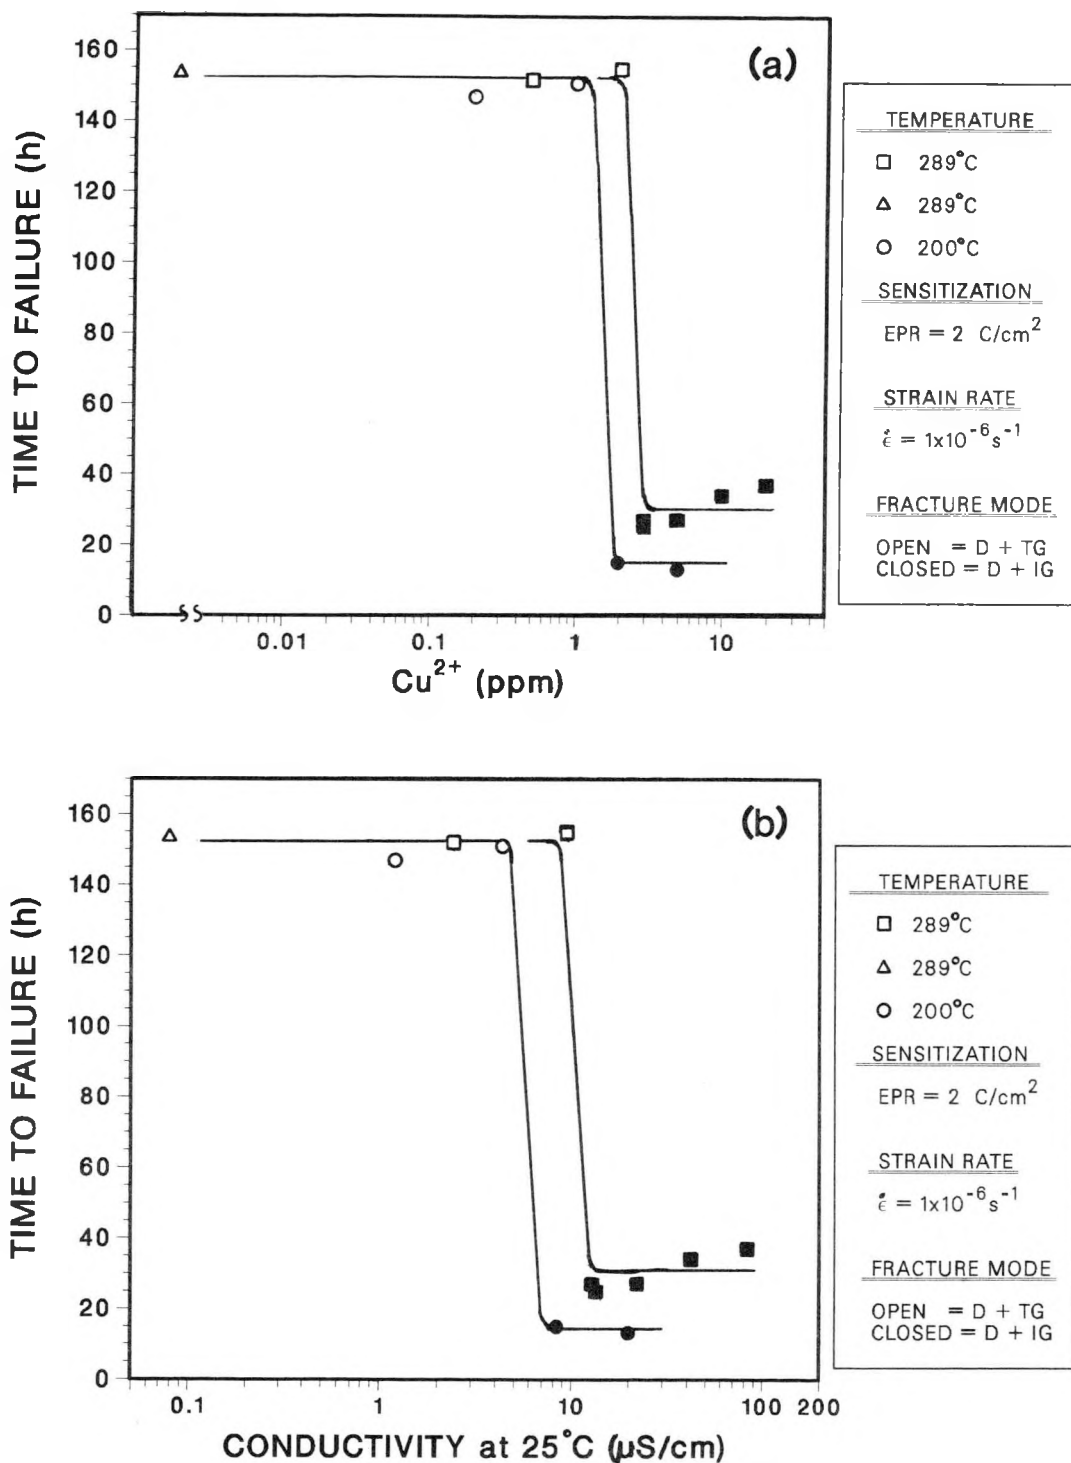 (a)
160
140
120
100
80
60
40
20
0
TIME TO FAILURE (h)
0.01 0.1 1 10
Cu²⁺ (ppm)
TEMPERATURE
289°C
289°C
200°C
SENSITIZATION
EPR = 2 C/cm²
STRAIN RATE
ε̇ = 1x10⁻⁶s⁻¹
FRACTURE MODE
OPEN = D + TG
CLOSED = D + IG
(b)
160
140
120
100
80
60
40
20
0
TIME TO FAILURE (h)
0.1 1 10 100 200
CONDUCTIVITY at 25°C (μS/cm)
TEMPERATURE
289°C
289°C
200°C
SENSITIZATION
EPR = 2 C/cm²
STRAIN RATE
ε̇ = 1x10⁻⁶s⁻¹
FRACTURE MODE
OPEN = D + TG
CLOSED = D + IG